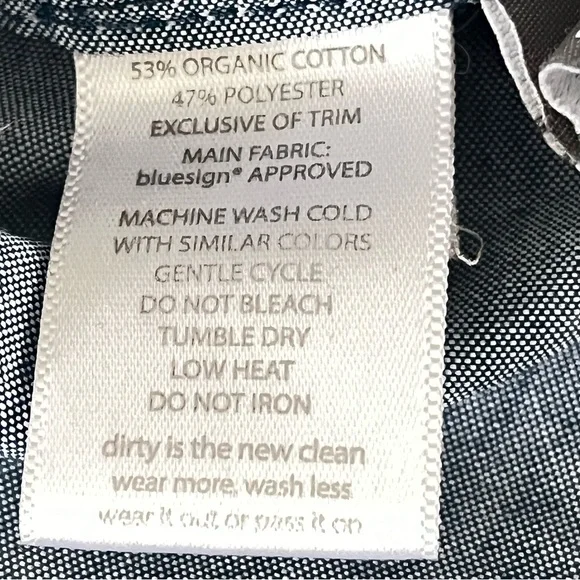 53% ORGANIC COTTON
47% POLYESTER
EXCLUSIVE OF TRIM
MAIN FABRIC:
bluesign® APPROVED
MACHINE WASH COLD
WITH SIMILAR COLORS
GENTLE CYCLE
DO NOT BLEACH
TUMBLE DRY
LOW HEAT
DO NOT IRON
dirty is the new clean
wear more, wash less
wear it out, or pass it on